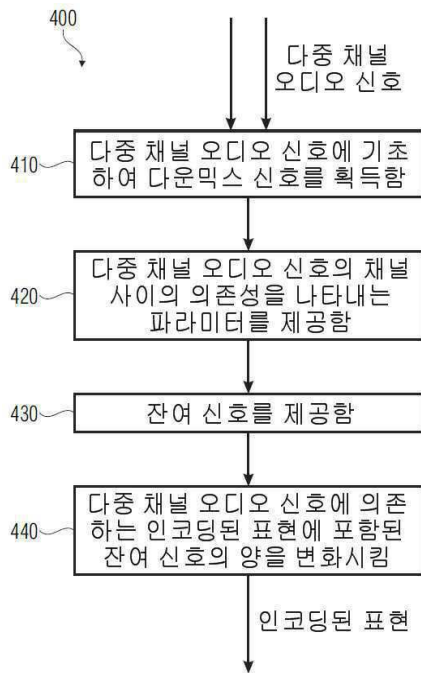 400
다중 채널
오디오 신호
410
다중 채널 오디오 신호에 기초
하여 다운믹스 신호를 획득함
420
다중 채널 오디오 신호의 채널
사이의 의존성을 나타내는
파라미터를 제공함
430
잔여 신호를 제공함
440
다중 채널 오디오 신호에 의존
하는 인코딩된 표현에 포함된
잔여 신호의 양을 변화시킴
인코딩된 표현